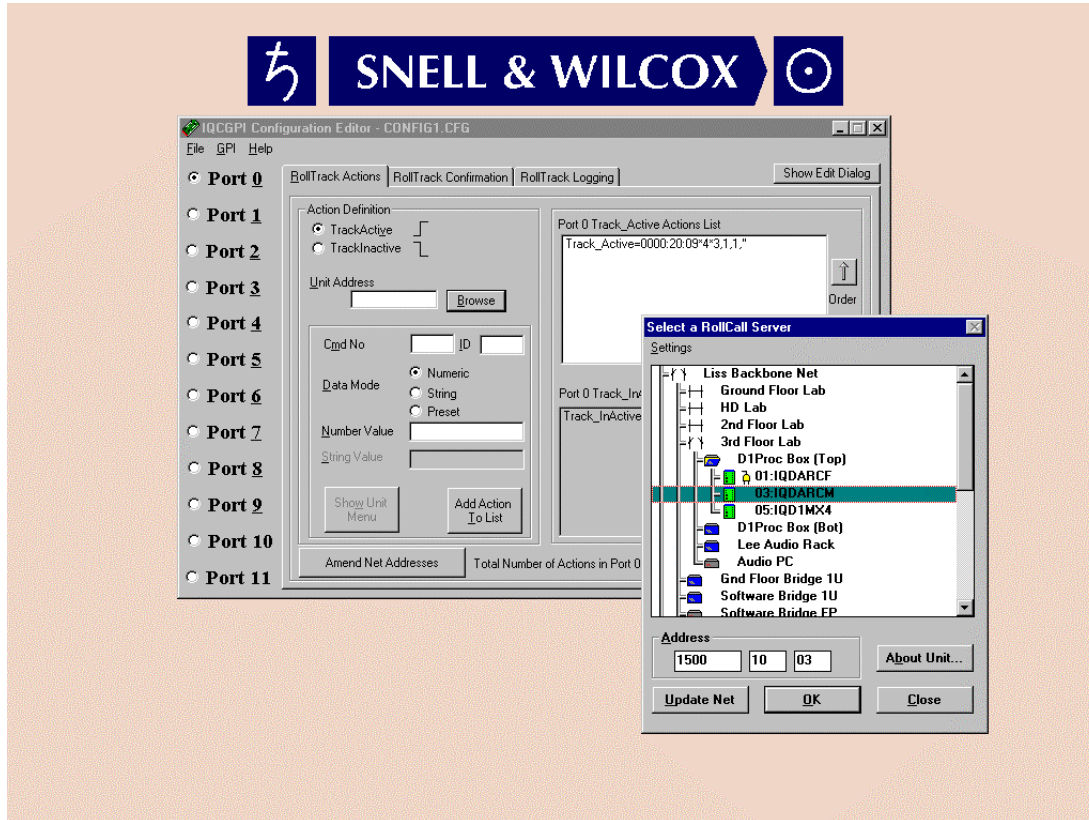 SNELL & WILCOX
IQCGPI Configuration Editor - CONFIG1.CFG
File GPI Help
Port 0
Port 1
Port 2
Port 3
Port 4
Port 5
Port 6
Port 7
Port 8
Port 9
Port 10
Port 11
RollTrack Actions
RollTrack Confirmation
RollTrack Logging
Show Edit Dialog
Action Definition
TrackActive
TrackInactive
Unit Address
Browse
Cmd No
ID
Data Mode
Numeric
String
Preset
Number Value
String Value
Show Unit
Menu
Add Action
To List
Amend Net Addresses
Total Number of Actions in Port 0
Port 0 Track_Active Actions List
Track_Active=0000:20:09*4*3,1,1,"
Order
Port 0 Track_In
Track_InActive
Select a RollCall Server
Settings
Liss Backbone Net
Ground Floor Lab
HD Lab
2nd Floor Lab
3rd Floor Lab
D1Proc Box (Top)
01:IQDARCF
03:IQDARCM
05:IQD1MX4
D1Proc Box (Bot)
Lee Audio Rack
Audio PC
Gnd Floor Bridge 1U
Software Bridge 1U
Software Bridge FP
Address
1500 10 03
About Unit...
Update Net
OK
Close